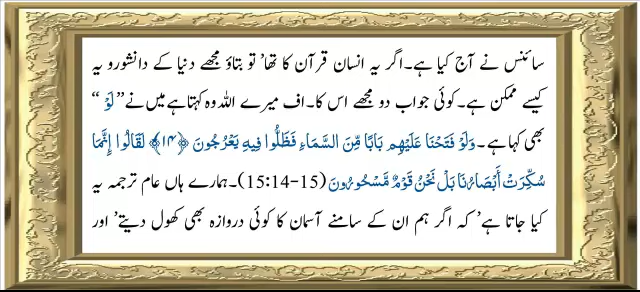 سائنس نے آج کیا ہے۔اگر یہ انسان قرآن کا تھا’ تو بتاؤ مجھے دنیا کے دانشورو یہ
کیسے ممکن ہے۔کوئی جواب دو مجھے اس کا۔اف میرے اللہ وہ کہتا ہے میں نے ”لَوْ“
بھی کہا ہے۔ وَلَوْ فَتَحْنَا عَلَيْهِم بَابًا مِّنَ السَّمَاءِ فَظَلُّوا فِيهِ يَعْرُجُونَ ﴿۱۴﴾ لَقَالُوا إِنَّمَا
سُكِّرَتْ أَبْصَارُنَا بَلْ نَحْنُ قَوْمٌ مَّسْحُورُونَ (15:14-15)۔ہمارے ہاں عام ترجمہ یہ
کیا جاتا ہے’ کہ اگر ہم ان کے سامنے آسمان کا کوئی دروازہ بھی کھول دیتے’ اور